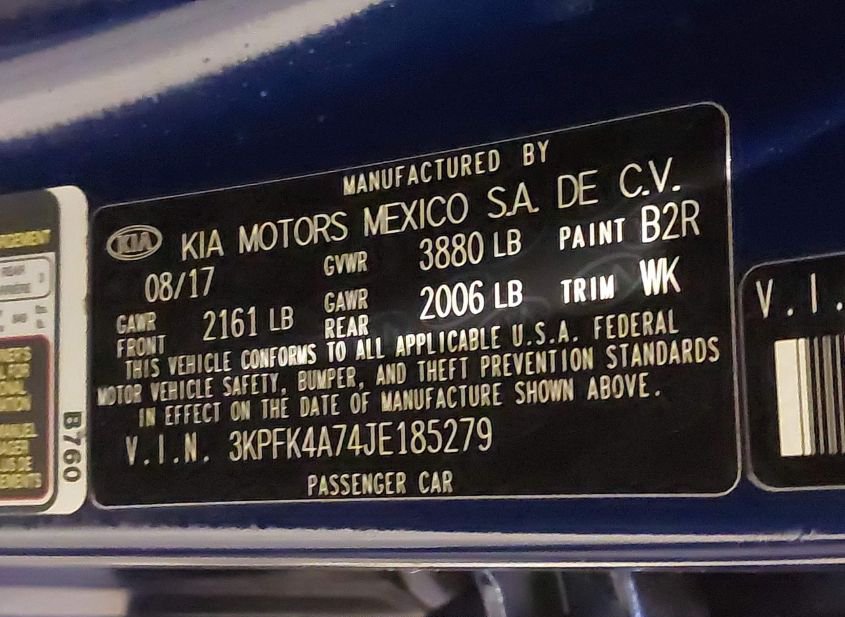 MANUFACTURED BY
KIA KIA MOTORS MEXICO S.A. DE C.V.
08/17 GVWR 3880 LB PAINT B2R
GAWR FRONT 2161 LB GAWR REAR 2006 LB TRIM WK
THIS VEHICLE CONFORMS TO ALL APPLICABLE U.S.A. FEDERAL
MOTOR VEHICLE SAFETY, BUMPER, AND THEFT PREVENTION STANDARDS
IN EFFECT ON THE DATE OF MANUFACTURE SHOWN ABOVE.
V.I.N. 3KPFK4A74JE185279
PASSENGER CAR
B760
V.I.